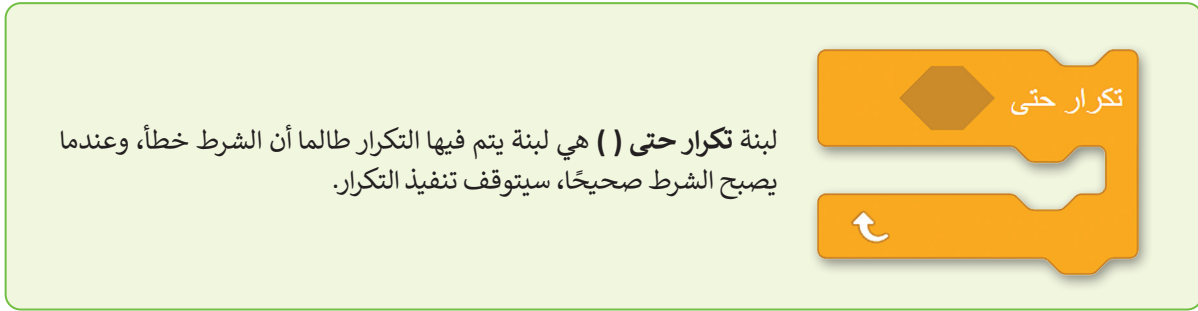 تكرار حتى
لبنة تكرار حتى ( ) هي لبنة يتم فيها التكرار طالما أن الشرط خطأ، وعندما
يصبح الشرط صحيحًا، سيتوقف تنفيذ التكرار.